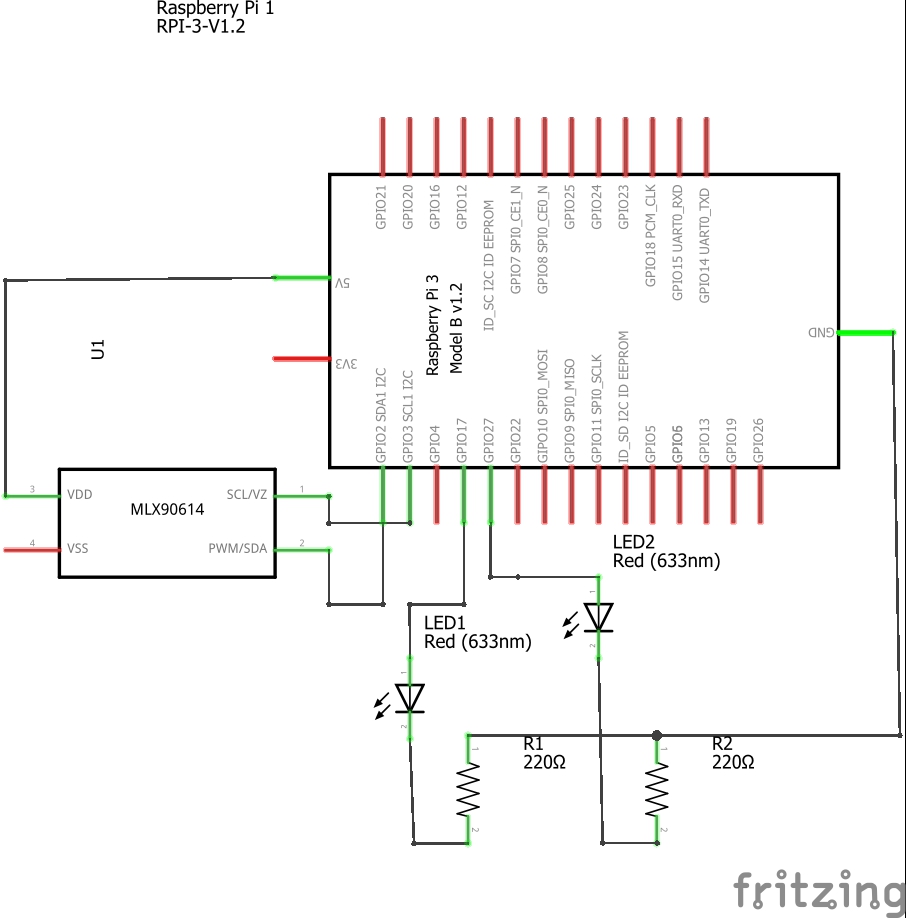 Raspberry Pi 1
RPI-3-V1.2
GPIO21
GPIO20
GPIO16
GPIO12
ID_SC I2C ID EEPROM
GPIO7 SPI0_CE1_N
GPIO8 SPI0_CE0_N
GPIO25
GPIO24
GPIO23
GPIO18 PCM_CLK
GPIO15 UART0_RXD
GPIO14 UART0_TXD
5V
3V3
GND
Raspberry Pi 3
Model B v1.2
U1
GPIO2 SDA1 I2C
GPIO3 SCL1 I2C
GPIO4
GPIO17
GPIO27
GPIO22
GIPO10 SPI0_MOSI
GPIO9 SPI0_MISO
GPIO11 SPI0_SCLK
ID_SD I2C ID EEPROM
GPIO5
GPIO6
GPIO13
GPIO19
GPIO26
3 VDD SCL/VZ 1
MLX90614
4 VSS PWM/SDA 2
LED2
Red (633nm)
1
2
LED1
Red (633nm)
1
2
R1
220Ω
1
2
R2
220Ω
1
2
fritzing